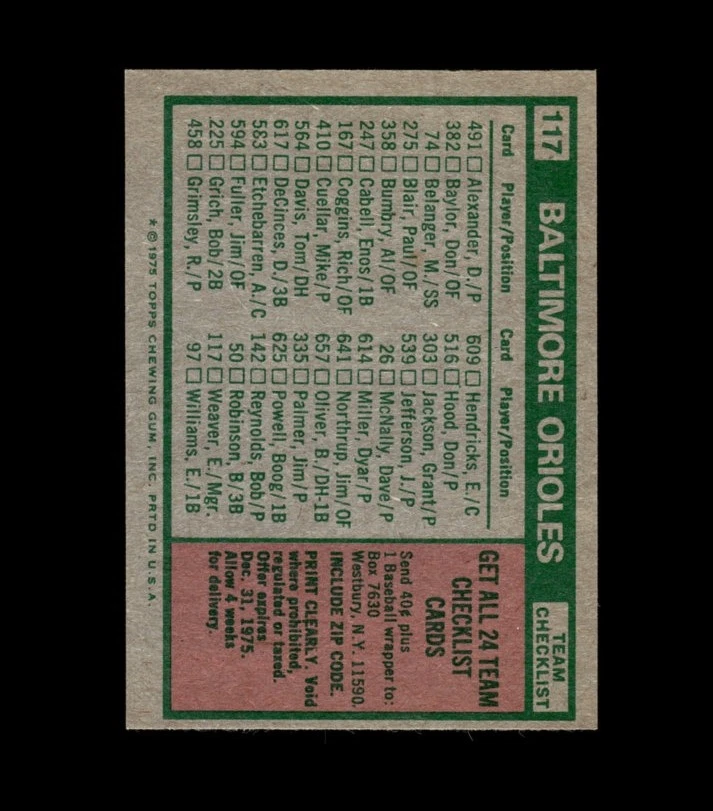 117 BALTIMORE ORIOLES TEAM CHECKLIST
Card Player/Position
491 ☐ Alexander, D./P
382 ☐ Baylor, Don/OF
74 ☐ Belanger, M./SS
275 ☐ Blair, Paul/OF
358 ☐ Bumbry, Al/OF
247 ☐ Cabell, Enos/1B
167 ☐ Coggins, Rich/OF
410 ☐ Cuellar, Mike/P
564 ☐ Davis, Tom/DH
617 ☐ DeCinces, D./3B
583 ☐ Etchebarren, A./C
594 ☐ Fuller, Jim/OF
225 ☐ Grich, Bob/2B
458 ☐ Grimsley, R./P
Card Player/Position
609 ☐ Hendricks, E./C
516 ☐ Hood, Don/P
303 ☐ Jackson, Grant/P
539 ☐ Jefferson, J./P
26 ☐ McNally, Dave/P
614 ☐ Miller, Dyar/P
641 ☐ Northrup, Jim/OF
657 ☐ Oliver, B./DH-1B
335 ☐ Palmer, Jim/P
625 ☐ Powell, Boog/1B
142 ☐ Reynolds, Bob/P
50 ☐ Robinson, B/3B
117 ☐ Weaver, E./Mgr.
97 ☐ Williams, E./1B
GET ALL 24 TEAM
CHECKLIST
CARDS
Send 40¢ plus
1 Baseball wrapper to:
Box 7630
Westbury, N.Y. 11590.
INCLUDE ZIP CODE.
PRINT CLEARLY. Void
where prohibited,
regulated or taxed.
Offer expires
Dec. 31, 1975.
Allow 4 weeks
for delivery.
* © 1975 TOPPS CHEWING GUM, INC. PRTD IN U.S.A.